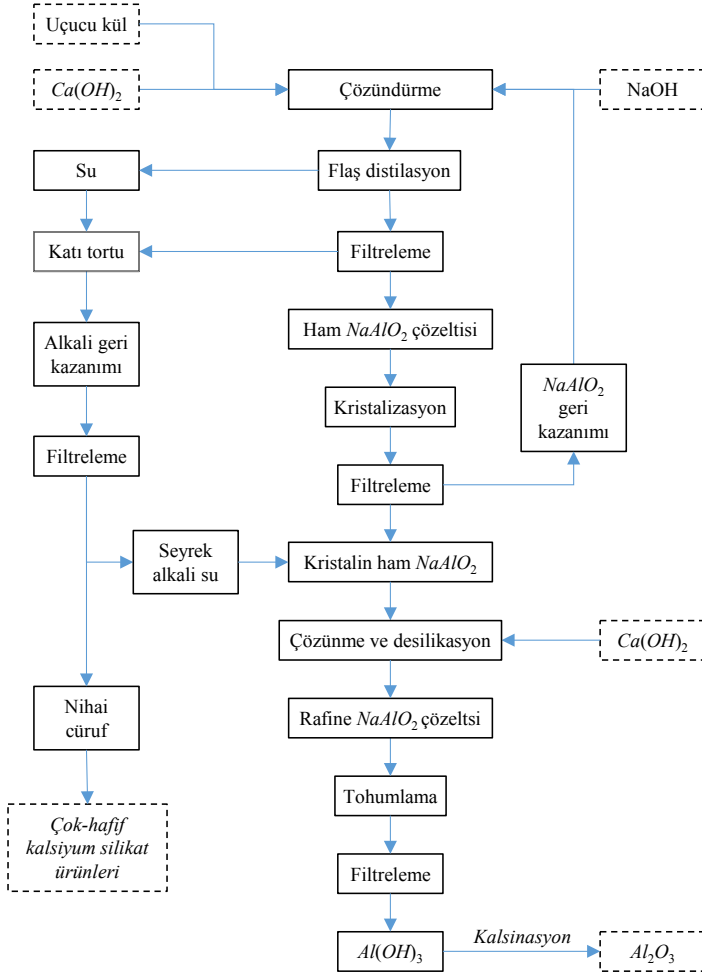 Uçucu kül
Ca(OH)₂
Çözündürme
NaOH
Su
Flaş distilasyon
Katı tortu
Filtreleme
Ham NaAlO₂ çözeltisi
Alkali geri
kazanımı
NaAlO₂
geri
kazanımı
Kristalizasyon
Filtreleme
Filtreleme
Seyrek
alkali su
Kristalin ham NaAlO₂
Çözünme ve desilikasyon
Ca(OH)₂
Nihai
cüruf
Rafine NaAlO₂ çözeltsi
Tohumlama
Çok-hafif
kalsiyum silikat
ürünleri
Filtreleme
Al(OH)₃
Kalsinasyon
Al₂O₃